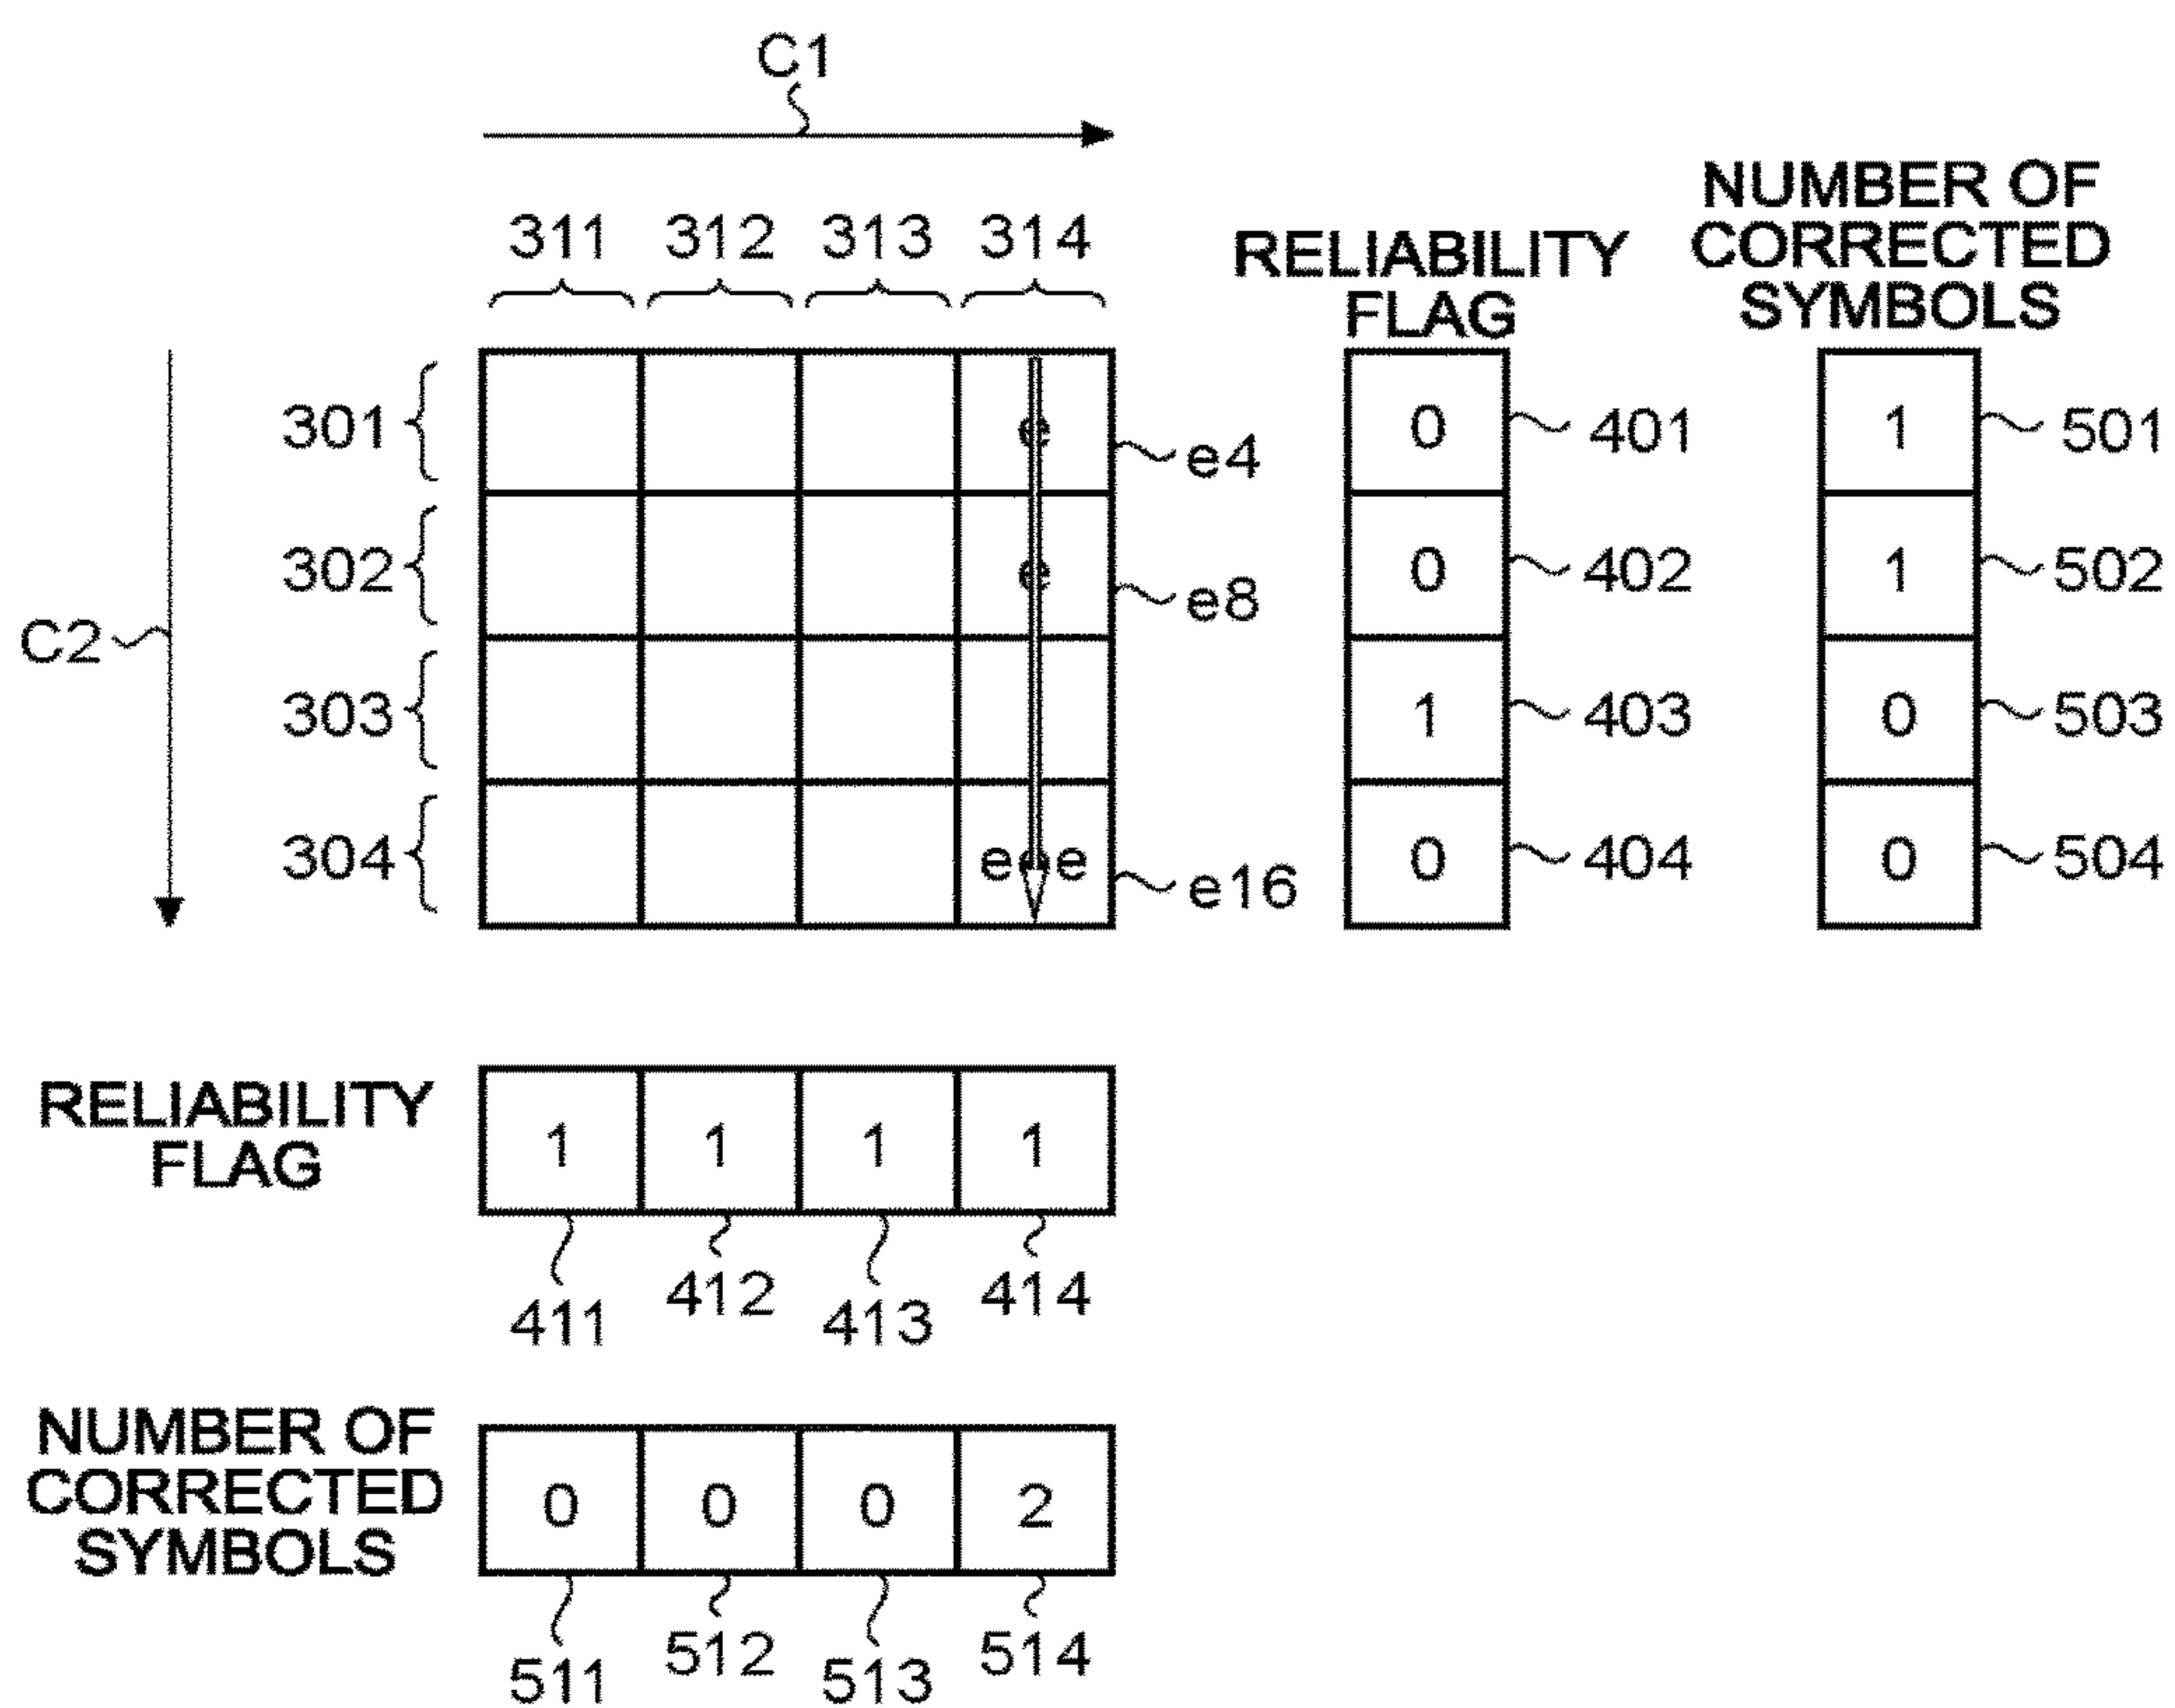 C1
311 312 313 314
RELIABILITY
FLAG
NUMBER OF
CORRECTED
SYMBOLS
C2
301 e e4 0 401 1 501
302 e e8 0 402 1 502
303 1 403 0 503
304 eee e16 0 404 0 504
RELIABILITY
FLAG
1 1 1 1
411 412 413 414
NUMBER OF
CORRECTED
SYMBOLS
0 0 0 2
511 512 513 514